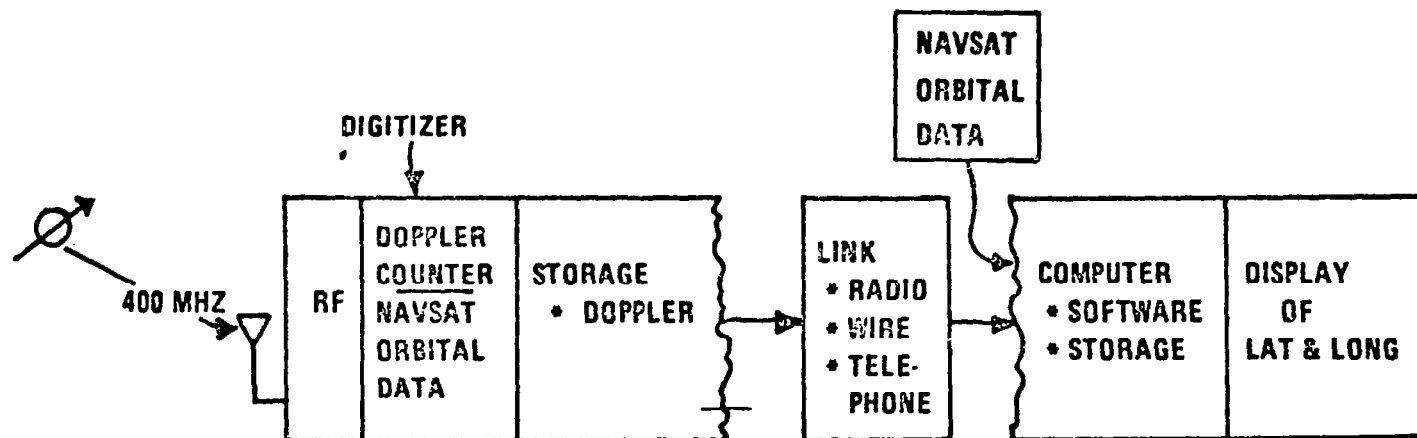 NAVSAT
ORBITAL
DATA
DIGITIZER
400 MHZ
RF
DOPPLER
COUNTER
NAVSAT
ORBITAL
DATA
STORAGE
* DOPPLER
LINK
* RADIO
* WIRE
* TELE-
PHONE
COMPUTER
* SOFTWARE
* STORAGE
DISPLAY
OF
LAT & LONG